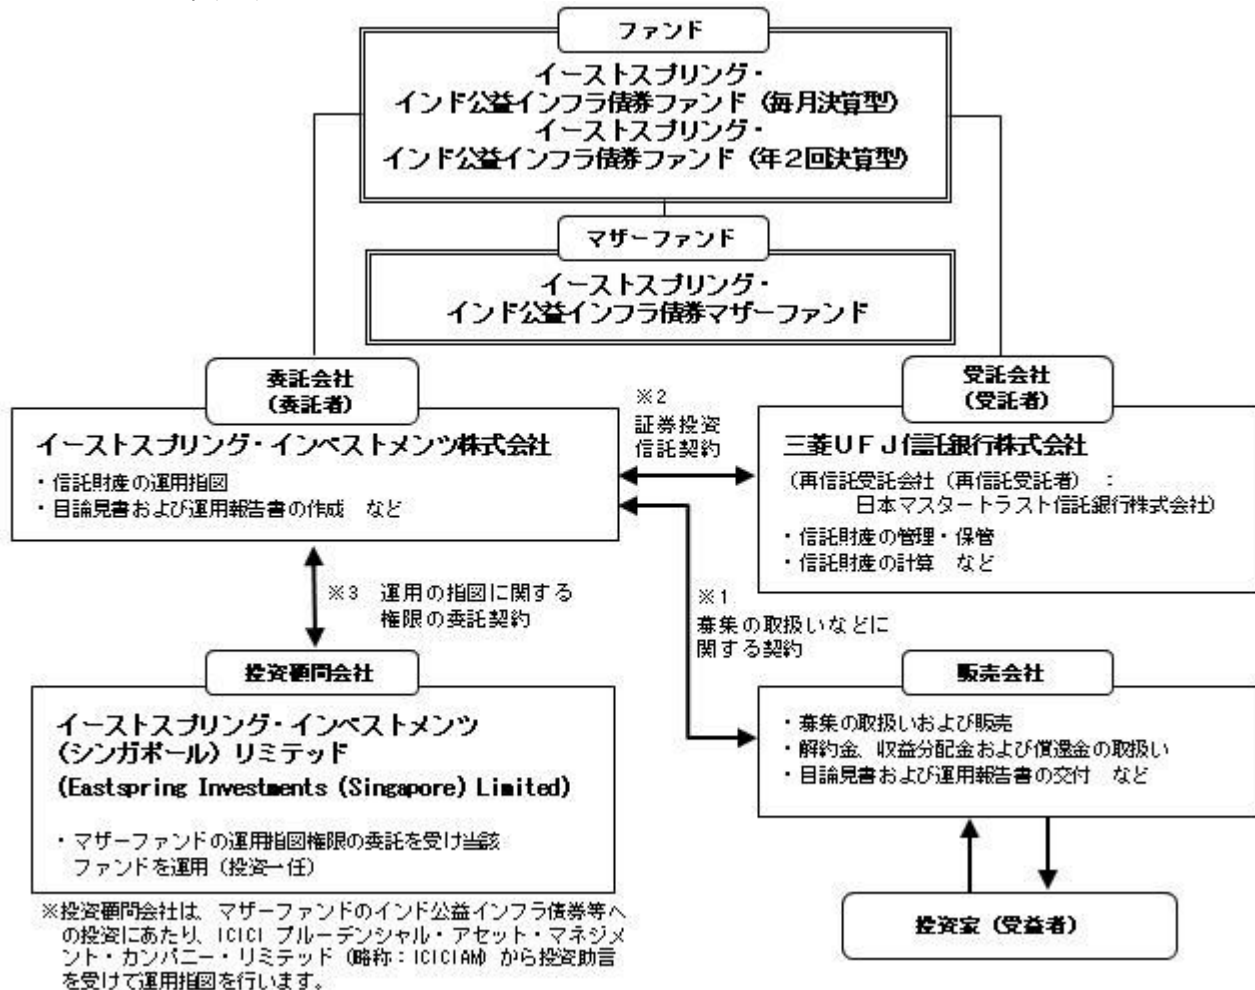 ファンド
イーストスプリング・
インド公益インフラ債券ファンド（毎月決算型）
イーストスプリング・
インド公益インフラ債券ファンド（年２回決算型）
マザーファンド
イーストスプリング・
インド公益インフラ債券マザーファンド
委託会社
（委託者）
イーストスプリング・インベストメンツ株式会社
・信託財産の運用指図
・目論見書および運用報告書の作成　など
※2
証券投資
信託契約
受託会社
（受託者）
三菱ＵＦＪ信託銀行株式会社
（再信託受託会社（再信託受託者）：
日本マスタートラスト信託銀行株式会社）
・信託財産の管理・保管
・信託財産の計算　など
※3　運用の指図に関する
権限の委託契約
※1
募集の取扱いなどに
関する契約
投資顧問会社
イーストスプリング・インベストメンツ
（シンガポール）リミテッド
(Eastspring Investments (Singapore) Limited)
・マザーファンドの運用指図権限の委託を受け当該
ファンドを運用（投資一任）
※投資顧問会社は、マザーファンドのインド公益インフラ債券等へ
の投資にあたり、ICICI プルーデンシャル・アセット・マネジメ
ント・カンパニー・リミテッド（略称：ICICIAM）から投資助言
を受けて運用指図を行います。
販売会社
・募集の取扱いおよび販売
・解約金、収益分配金および償還金の取扱い
・目論見書および運用報告書の交付　など
投資家（受益者）